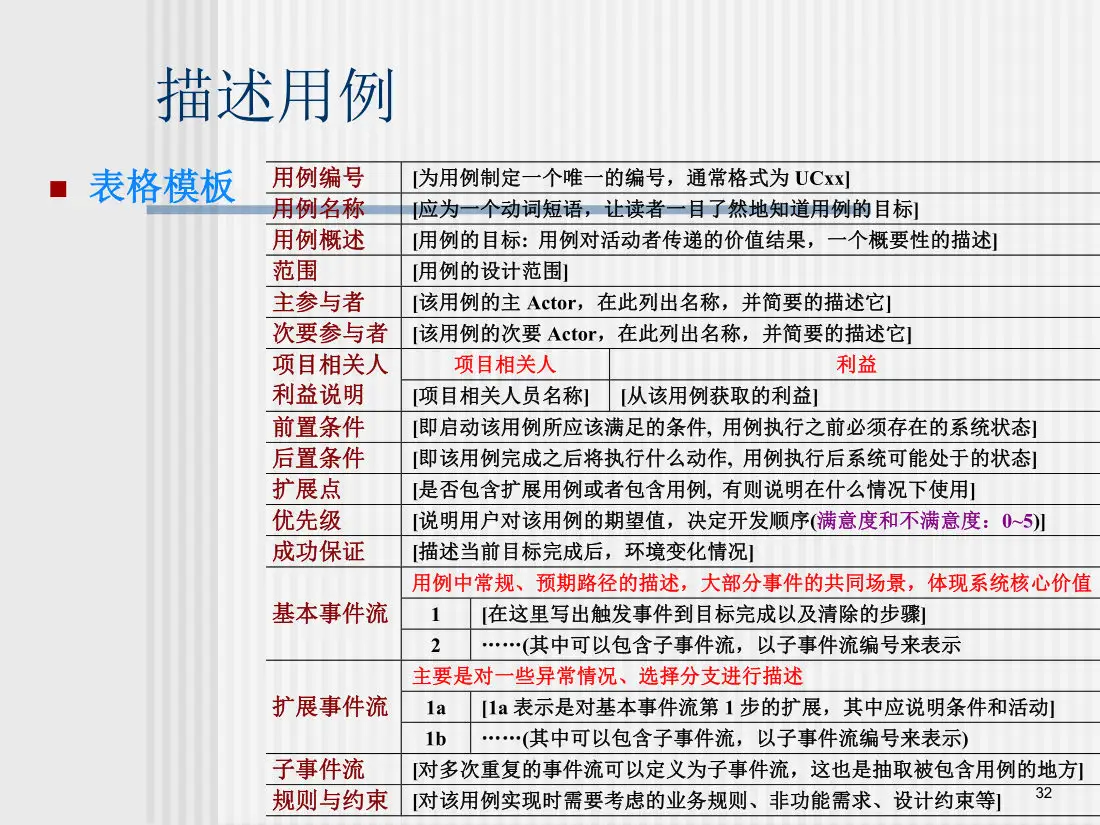 描述用例
表格模板
用例编号 [为用例制定一个唯一的编号，通常格式为 UCxx]
用例名称 [应为一个动词短语，让读者一目了然地知道用例的目标]
用例概述 [用例的目标: 用例对活动者传递的价值结果，一个概要性的描述]
范围 [用例的设计范围]
主参与者 [该用例的主 Actor，在此列出名称，并简要的描述它]
次要参与者 [该用例的次要 Actor，在此列出名称，并简要的描述它]
项目相关人 项目相关人 利益
利益说明 [项目相关人员名称] [从该用例获取的利益]
前置条件 [即启动该用例所应该满足的条件, 用例执行之前必须存在的系统状态]
后置条件 [即该用例完成之后将执行什么动作, 用例执行后系统可能处于的状态]
扩展点 [是否包含扩展用例或者包含用例, 有则说明在什么情况下使用]
优先级 [说明用户对该用例的期望值，决定开发顺序(满意度和不满意度：0~5)]
成功保证 [描述当前目标完成后，环境变化情况]
用例中常规、预期路径的描述，大部分事件的共同场景，体现系统核心价值
基本事件流 1 [在这里写出触发事件到目标完成以及清除的步骤]
2 ……(其中可以包含子事件流，以子事件流编号来表示
主要是对一些异常情况、选择分支进行描述
扩展事件流 1a [1a 表示是对基本事件流第 1 步的扩展，其中应说明条件和活动]
1b ……(其中可以包含子事件流，以子事件流编号来表示)
子事件流 [对多次重复的事件流可以定义为子事件流，这也是抽取被包含用例的地方]
规则与约束 [对该用例实现时需要考虑的业务规则、非功能需求、设计约束等]
32